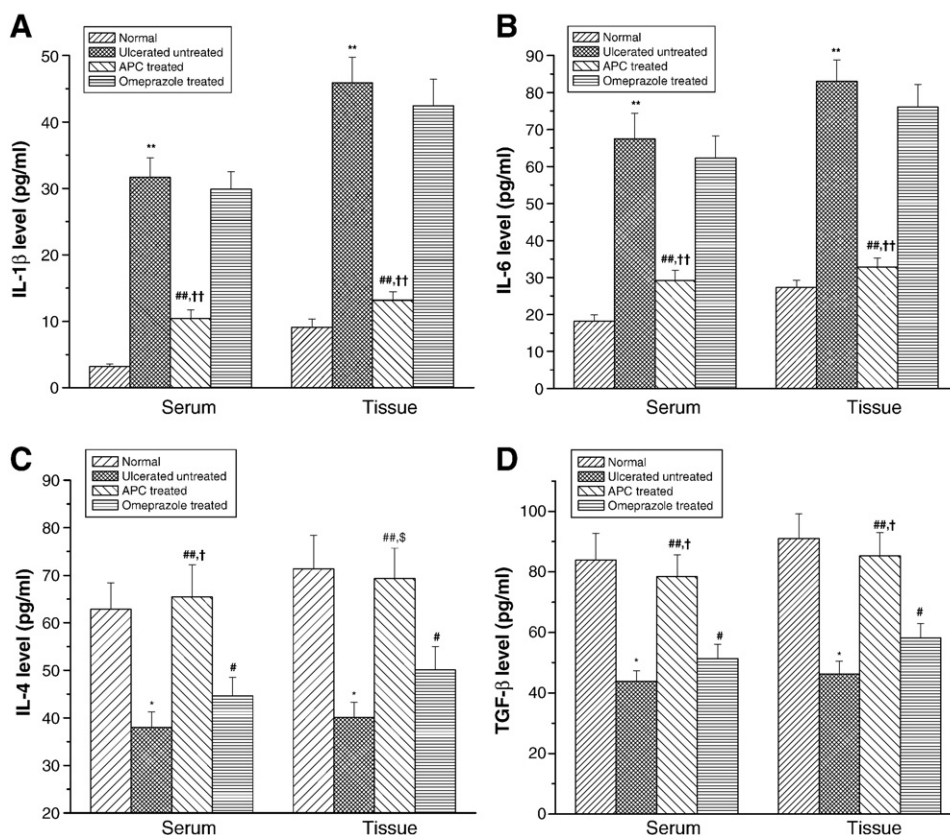 A
Normal
Ulcerated untreated
APC treated
Omeprazole treated
IL-1β level (pg/ml)
50
40
30
20
10
0
**
##,††
**
##,††
Serum
Tissue
B
Normal
Ulcerated untreated
APC treated
Omeprazole treated
IL-6 level (pg/ml)
90
80
70
60
50
40
30
20
10
0
**
##,††
**
##,††
Serum
Tissue
C
Normal
Ulcerated untreated
APC treated
Omeprazole treated
IL-4 level (pg/ml)
90
80
70
60
50
40
30
20
*
##,†
#
*
##,$
#
Serum
Tissue
D
Normal
Ulcerated untreated
APC treated
Omeprazole treated
TGF-β level (pg/ml)
100
80
60
40
20
0
*
##,†
#
*
##,†
#
Serum
Tissue